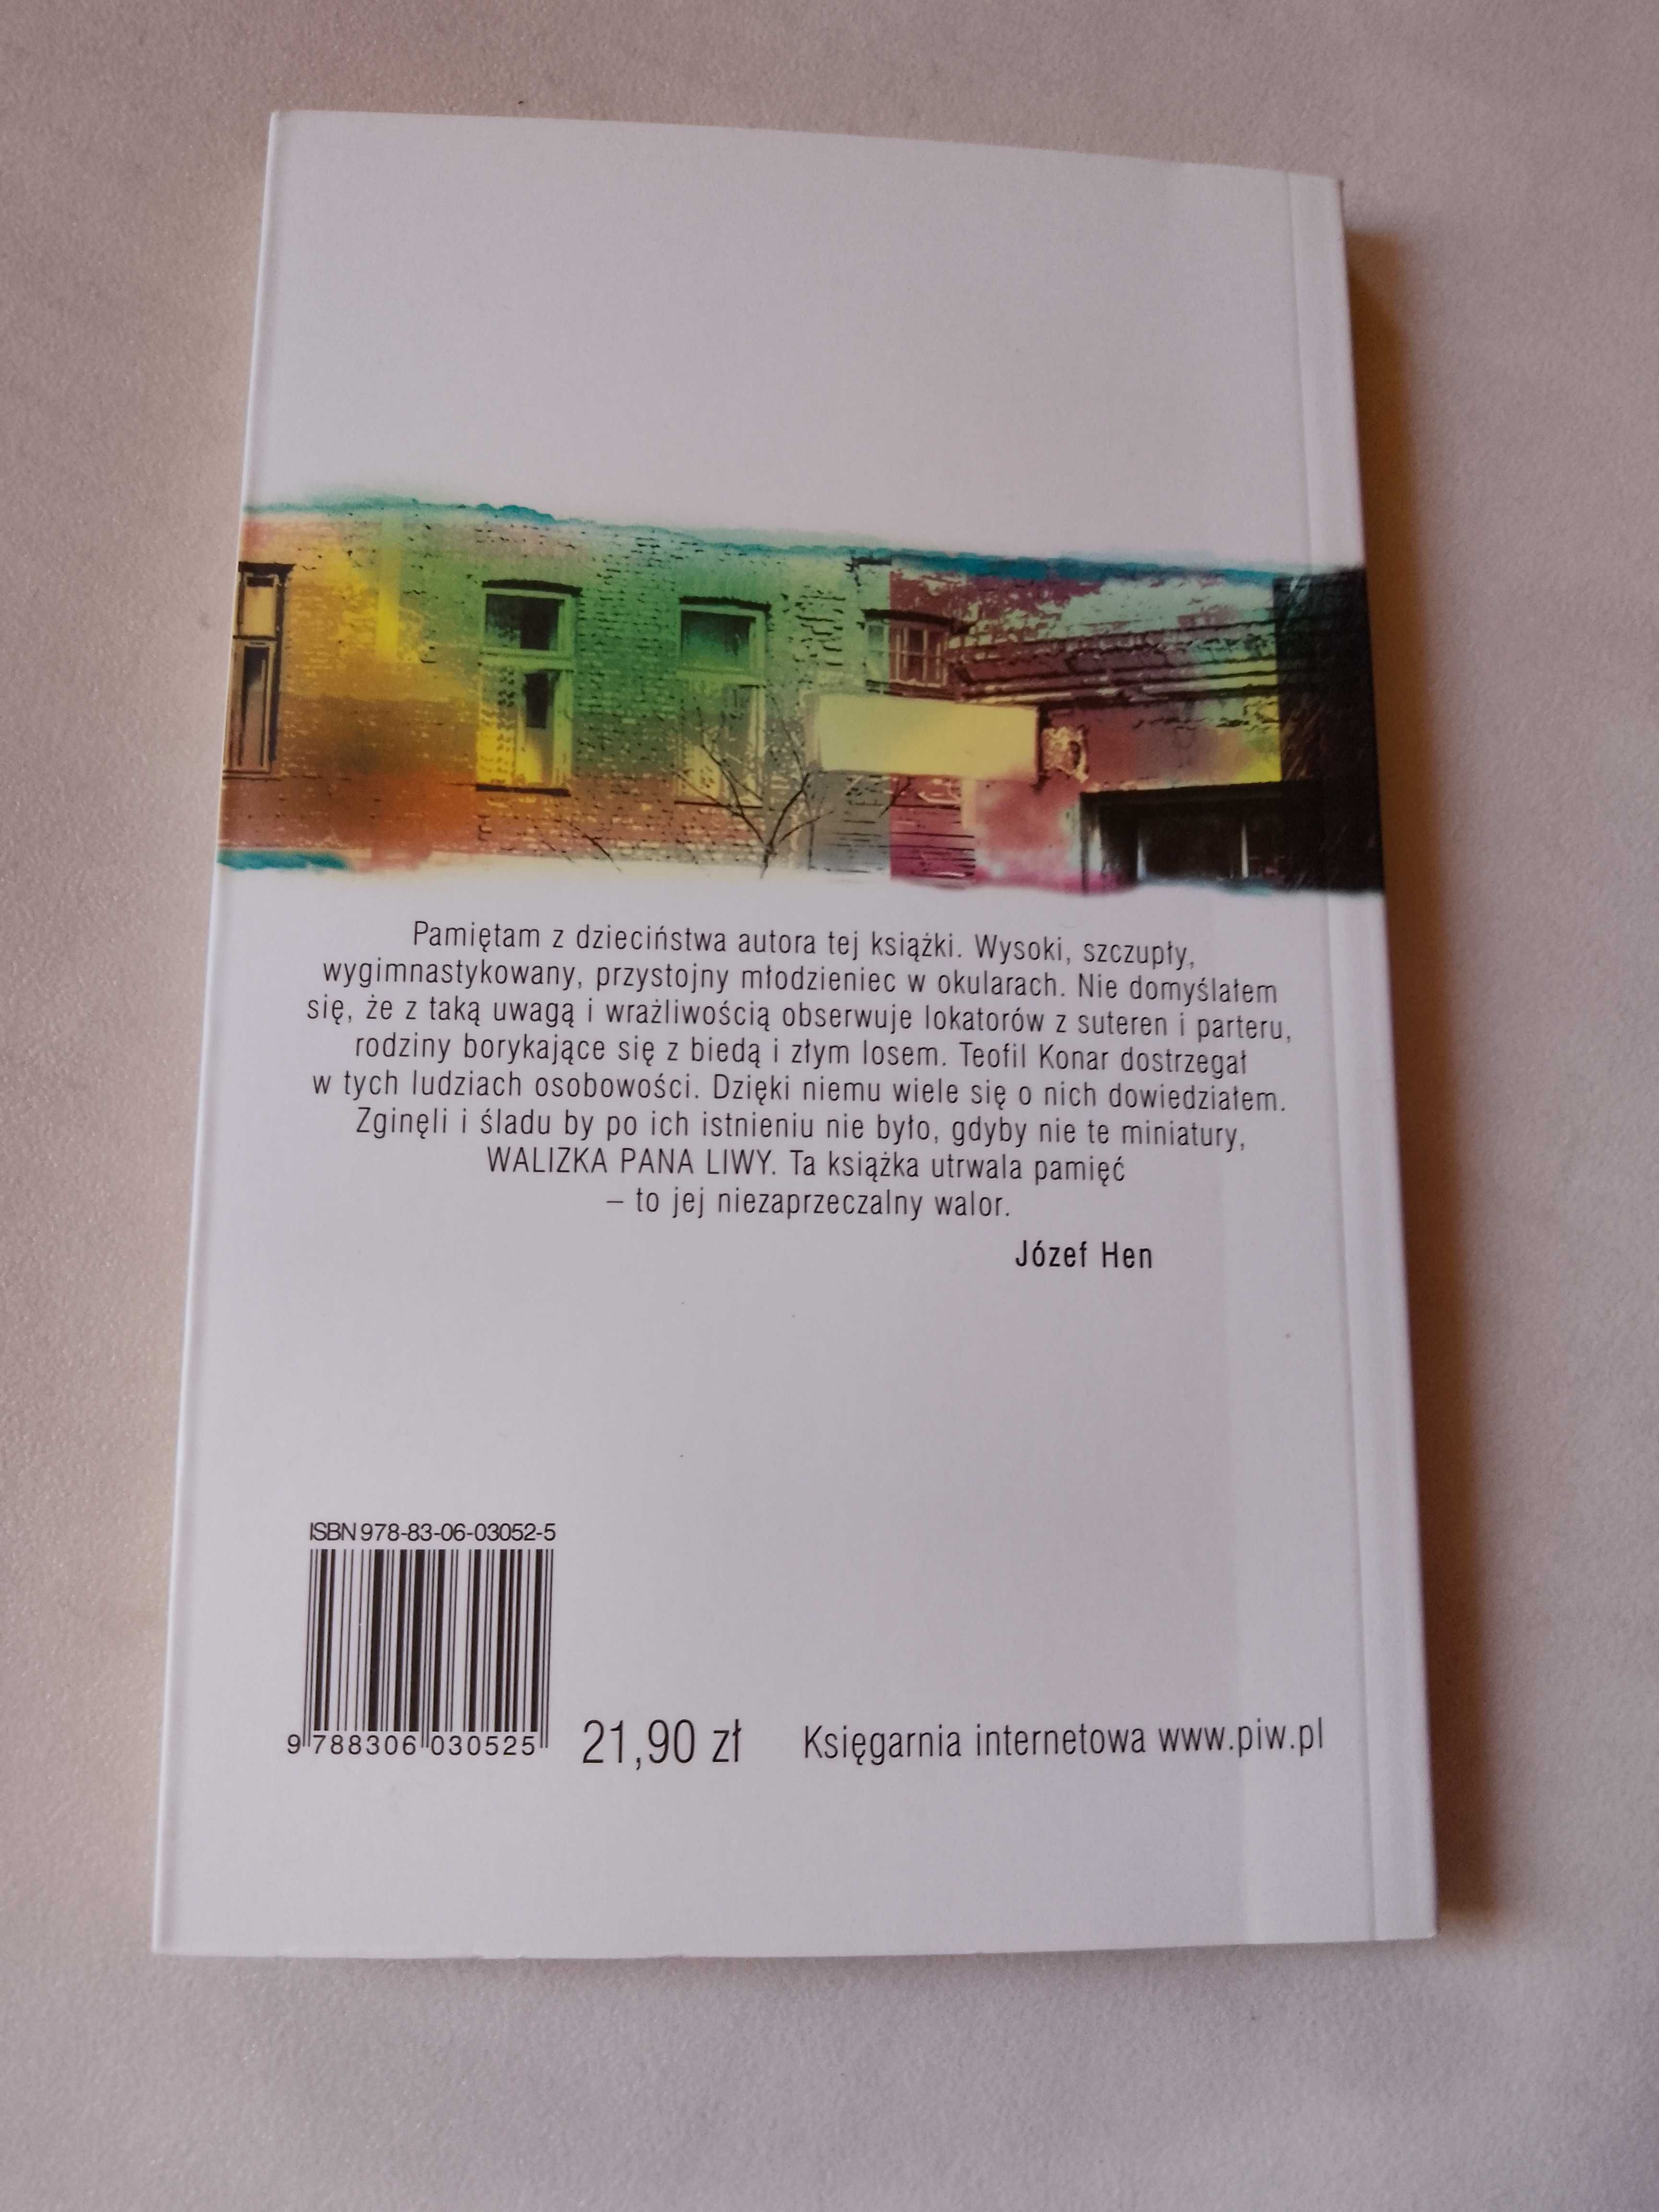 Pamiętam z dzieciństwa autora tej książki. Wysoki, szczupły,
wygimnastykowany, przystojny młodzieniec w okularach. Nie domyślałem
się, że z taką uwagą i wrażliwością obserwuje lokatorów z suteren i parteru,
rodziny borykające się z biedą i złym losem. Teofil Konar dostrzegał
w tych ludziach osobowości. Dzięki niemu wiele się o nich dowiedziałem.
Zginęli i śladu by po ich istnieniu nie było, gdyby nie te miniatury,
WALIZKA PANA LIWY. Ta książka utrwala pamięć
– to jej niezaprzeczalny walor.
Józef Hen
ISBN 978-83-06-03052-5
9 788306 030525
21,90 zł
Księgarnia internetowa www.piw.pl